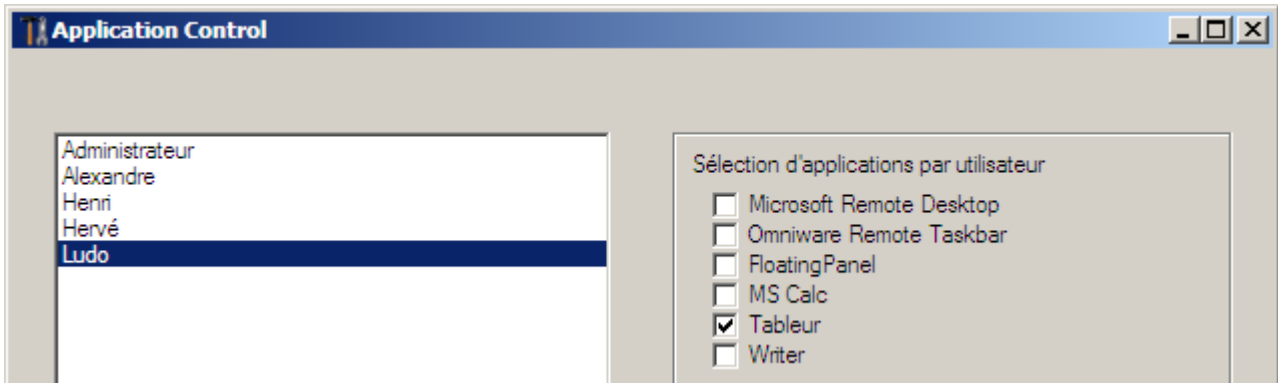 Application Control
Administrateur
Alexandre
Henri
Hervé
Ludo
Sélection d'applications par utilisateur
Microsoft Remote Desktop
Omniware Remote Taskbar
FloatingPanel
MS Calc
Tableur
Writer